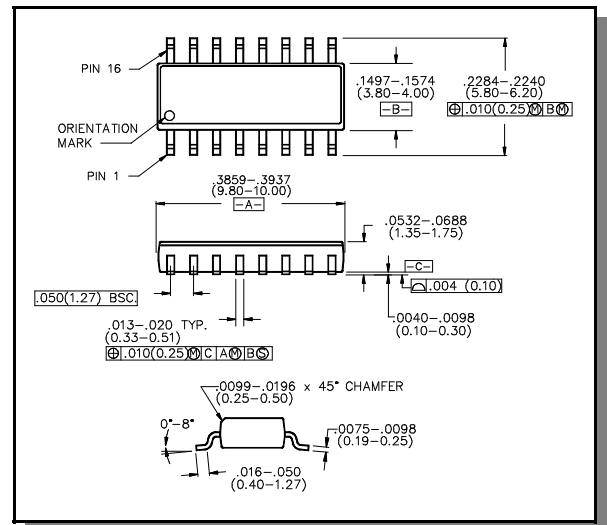 PIN 16
.1497-.1574
(3.80-4.00)
-B-
.2284-.2240
(5.80-6.20)
⌖ .010(0.25)Ⓜ B Ⓜ
ORIENTATION
MARK
PIN 1
.3859-.3937
(9.80-10.00)
-A-
.0532-.0688
(1.35-1.75)
-C-
⌓ .004 (0.10)
.050(1.27) BSC.
.0040-.0098
(0.10-0.30)
.013-.020 TYP.
(0.33-0.51)
⌖ .010(0.25)Ⓜ C A Ⓜ B Ⓢ
.0099-.0196 x 45° CHAMFER
(0.25-0.50)
0°-8°
.0075-.0098
(0.19-0.25)
.016-.050
(0.40-1.27)